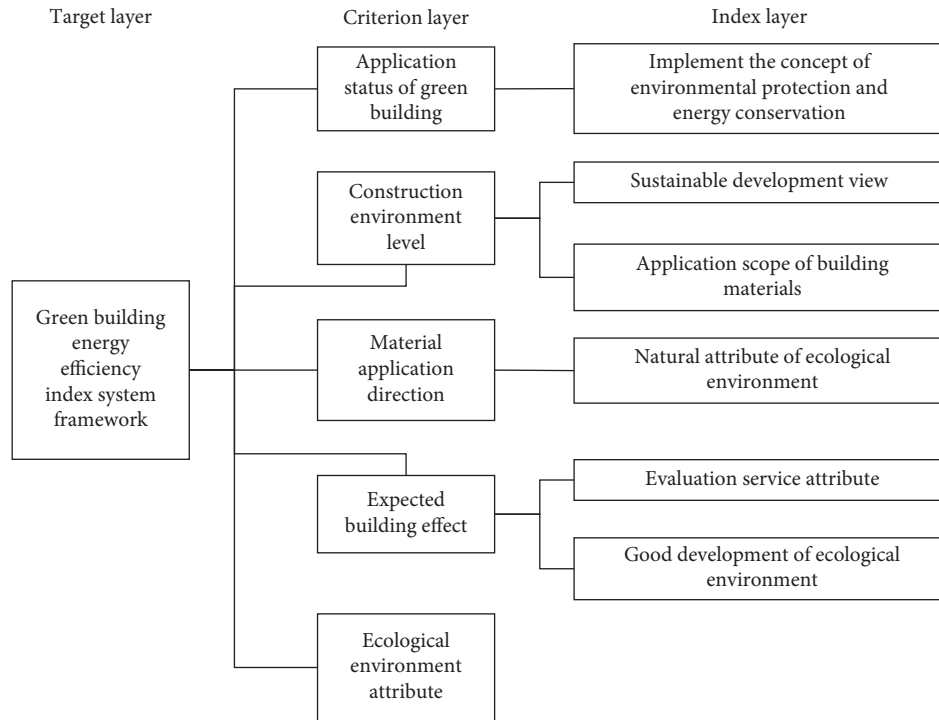 Target layer
Criterion layer
Index layer
Application
status of green
building
Implement the concept of
environmental protection and
energy conservation
Construction
environment
level
Sustainable development view
Application scope of building
materials
Green building
energy
efficiency
index system
framework
Material
application
direction
Natural attribute of ecological
environment
Expected
building effect
Evaluation service attribute
Good development of ecological
environment
Ecological
environment
attribute